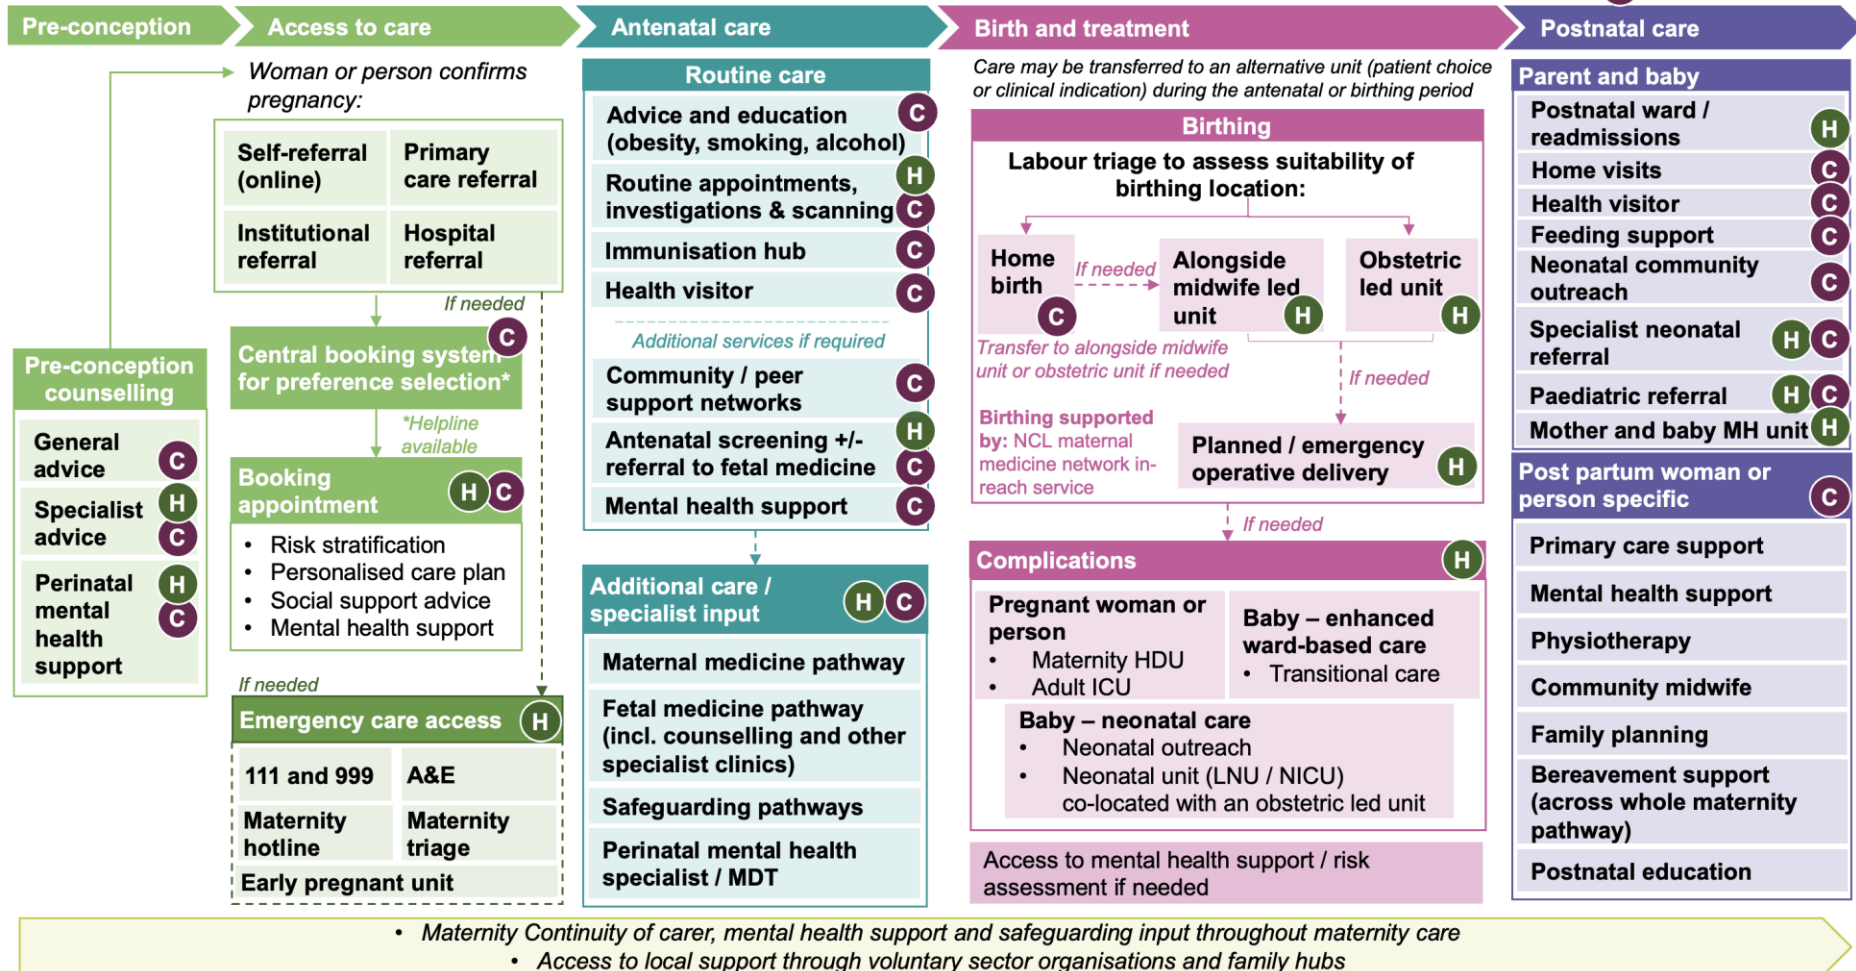 Pre-conception
Access to care
Antenatal care
Birth and treatment
Postnatal care
Pre-conception
counselling
General
advice
C
Specialist
advice
H
C
Perinatal
mental
health
support
H
C
Woman or person confirms
pregnancy:
Self-referral
(online)
Primary
care referral
Institutional
referral
Hospital
referral
If needed
Central booking system
for preference selection*
C
*Helpline
available
Booking
appointment
H
C
• Risk stratification
• Personalised care plan
• Social support advice
• Mental health support
If needed
Emergency care access
H
111 and 999
A&E
Maternity
hotline
Maternity
triage
Early pregnant unit
Routine care
Advice and education
(obesity, smoking, alcohol)
C
Routine appointments,
investigations & scanning
H
C
Immunisation hub
C
Health visitor
C
Additional services if required
Community / peer
support networks
C
Antenatal screening +/-
referral to fetal medicine
H
C
Mental health support
C
Additional care /
specialist input
H
C
Maternal medicine pathway
Fetal medicine pathway
(incl. counselling and other
specialist clinics)
Safeguarding pathways
Perinatal mental health
specialist / MDT
Care may be transferred to an alternative unit (patient choice
or clinical indication) during the antenatal or birthing period
Birthing
Labour triage to assess suitability of
birthing location:
Home
birth
C
If needed
Alongside
midwife led
unit
H
Obstetric
led unit
H
Transfer to alongside midwife
unit or obstetric unit if needed
If needed
Birthing supported
by: NCL maternal
medicine network in-
reach service
Planned / emergency
operative delivery
H
If needed
Complications
H
Pregnant woman or
person
• Maternity HDU
• Adult ICU
Baby – enhanced
ward-based care
• Transitional care
Baby – neonatal care
• Neonatal outreach
• Neonatal unit (LNU / NICU)
co-located with an obstetric led unit
Access to mental health support / risk
assessment if needed
Parent and baby
Postnatal ward /
readmissions
H
Home visits
C
Health visitor
C
Feeding support
C
Neonatal community
outreach
C
Specialist neonatal
referral
H
C
Paediatric referral
H
C
Mother and baby MH unit
H
Post partum woman or
person specific
C
Primary care support
Mental health support
Physiotherapy
Community midwife
Family planning
Bereavement support
(across whole maternity
pathway)
Postnatal education
• Maternity Continuity of carer, mental health support and safeguarding input throughout maternity care
• Access to local support through voluntary sector organisations and family hubs